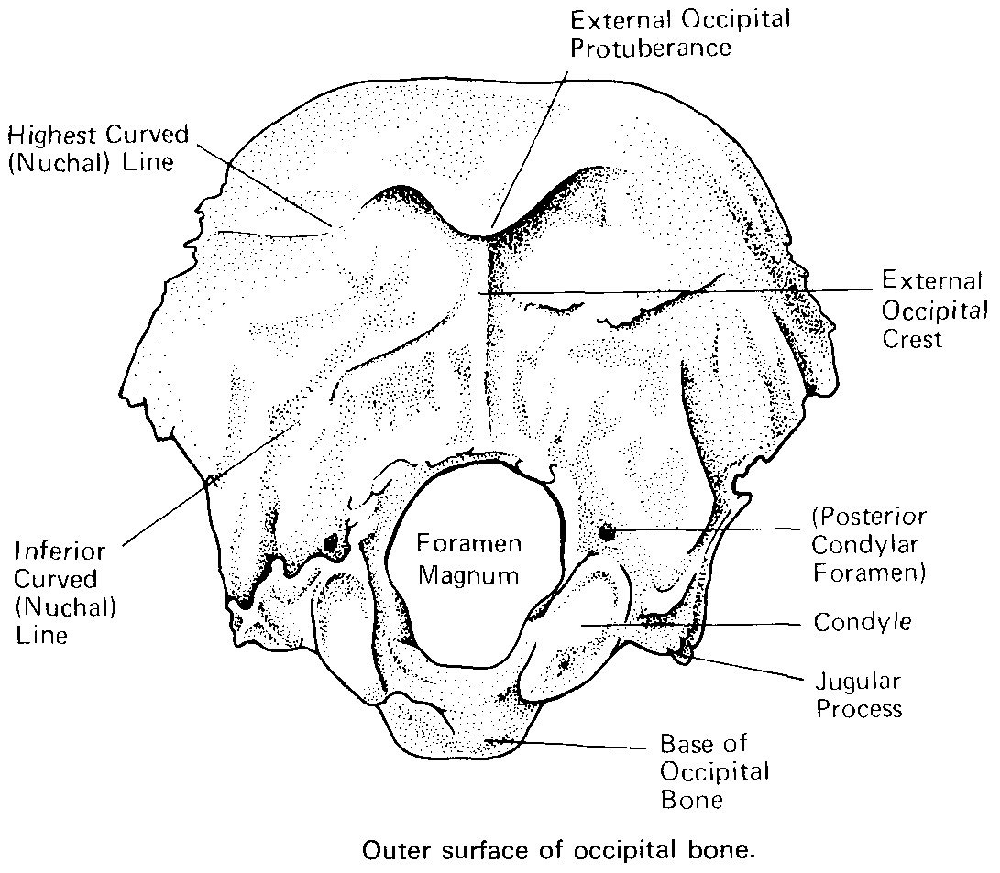 External Occipital
Protuberance
Highest Curved
(Nuchal) Line
External
Occipital
Crest
Foramen
Magnum
(Posterior
Condylar
Foramen)
Inferior
Curved
(Nuchal)
Line
Condyle
Jugular
Process
Base of
Occipital
Bone
Outer surface of occipital bone.